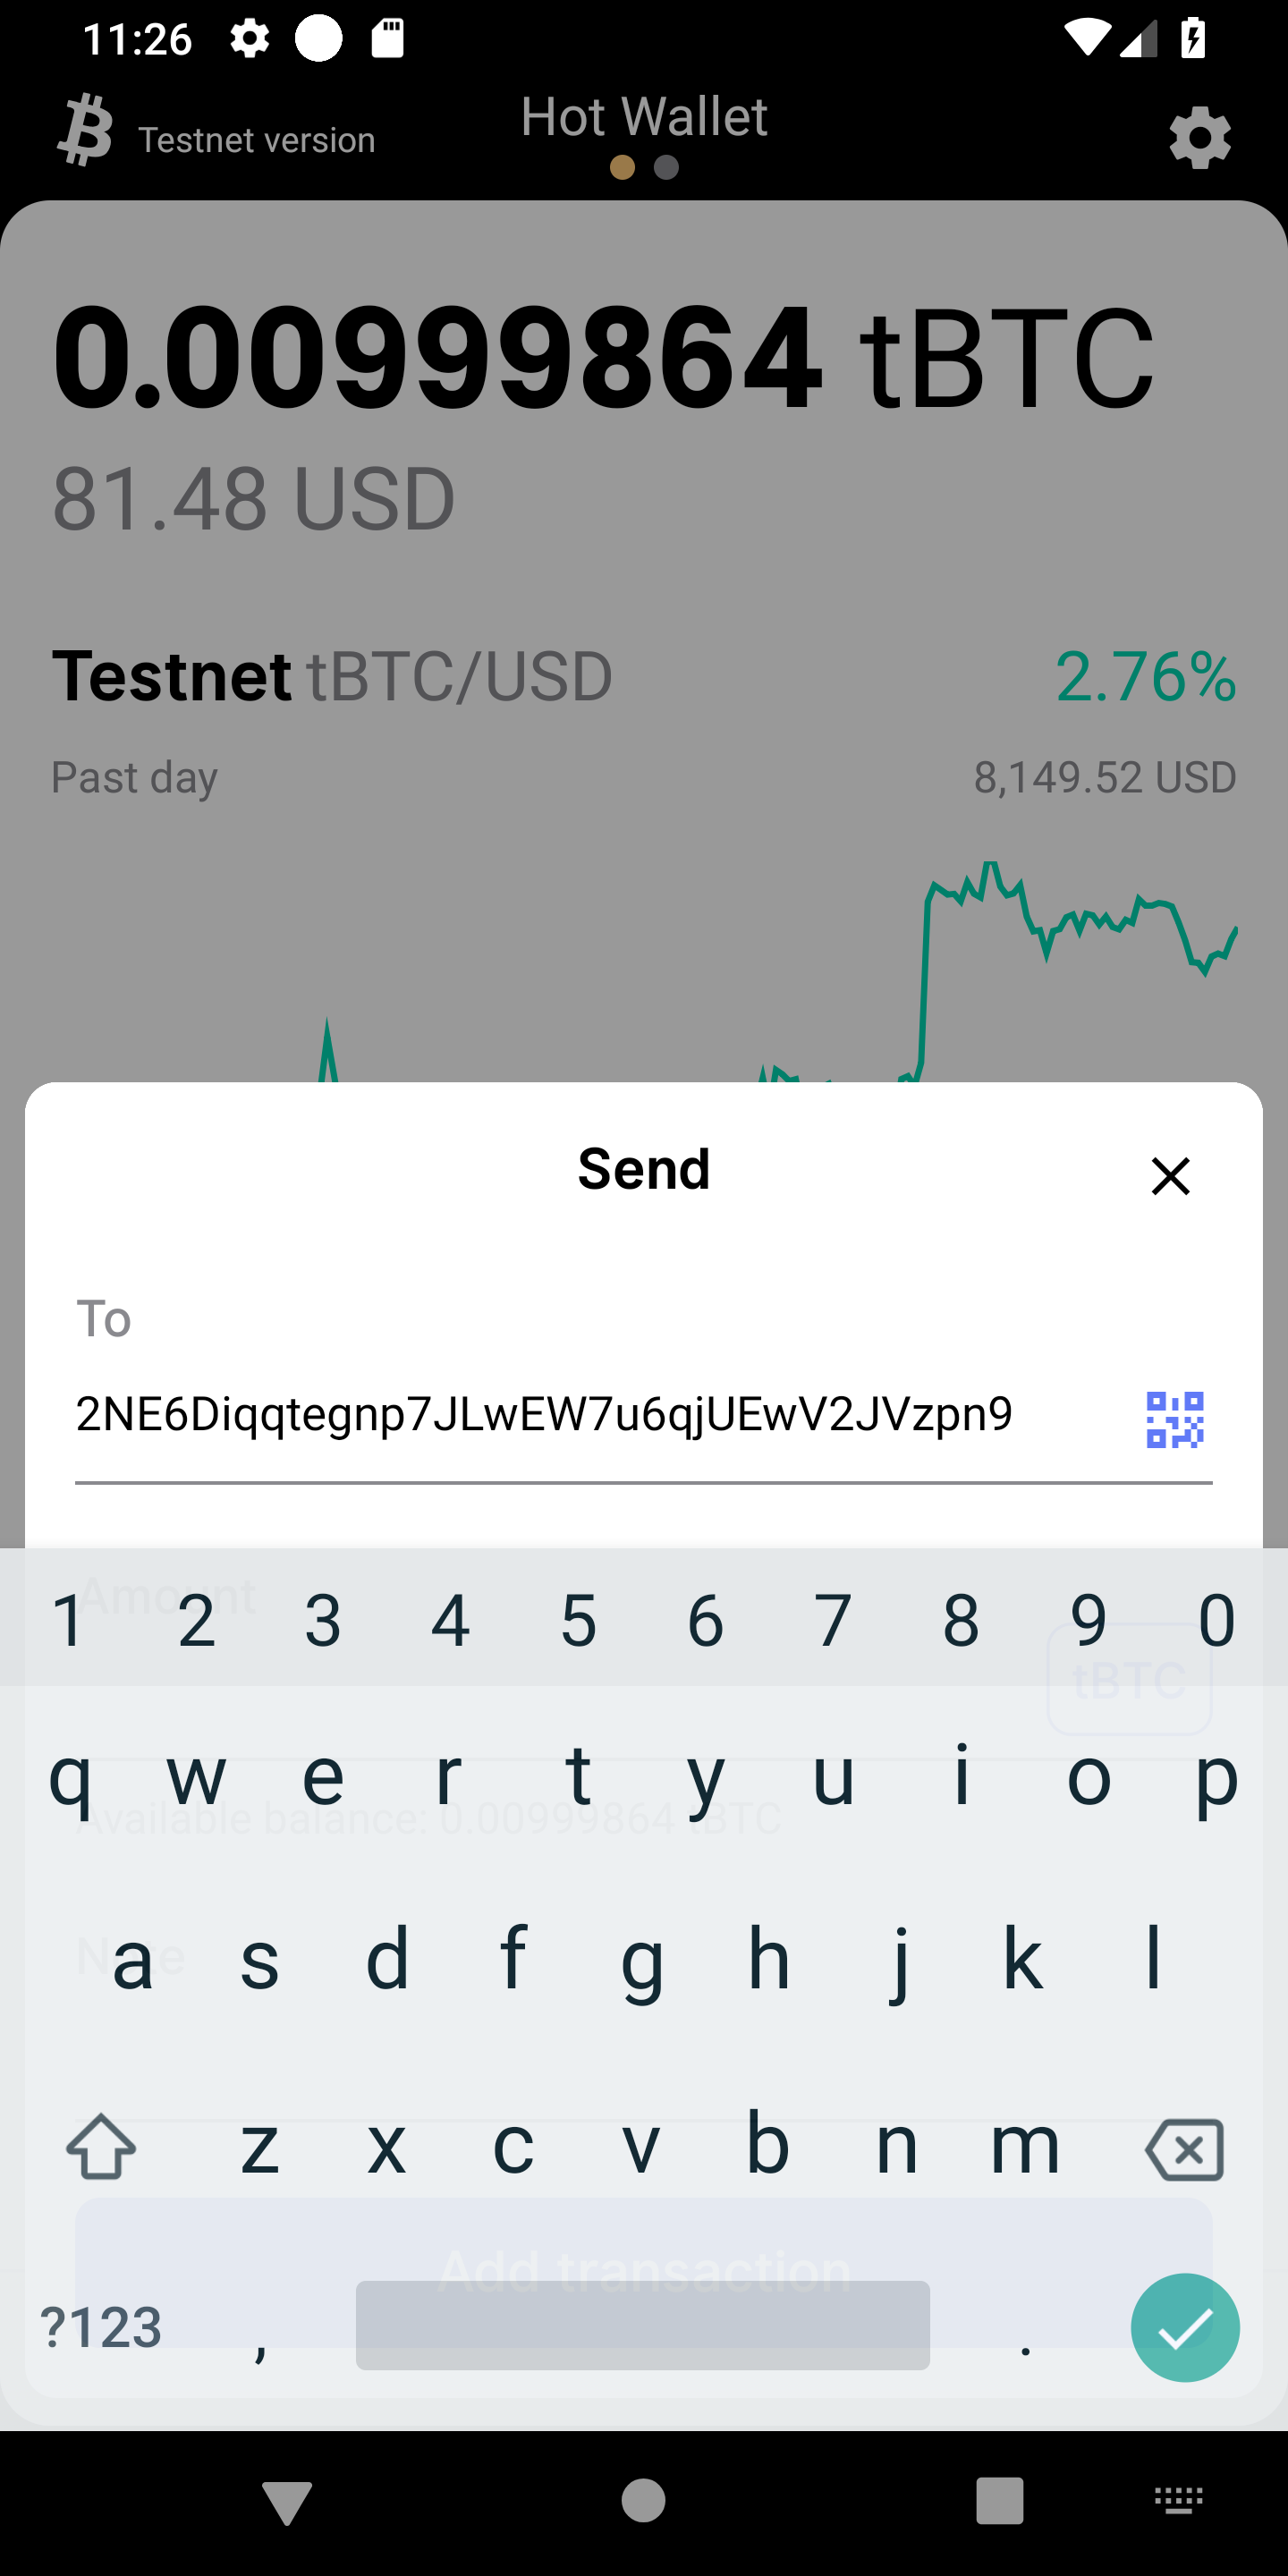 11:26
Testnet version
Hot Wallet
0.00999864 tBTC
81.48 USD
Testnet tBTC/USD
2.76%
Past day
8,149.52 USD
Send
To
2NE6Diqqtegnp7JLwEW7u6qjUEwV2JVzpn9
Amount
1 2 3 4 5 6 7 8 9 0
tBTC
q w e r t y u i o p
Available balance: 0.00999864 tBTC
Note
a s d f g h j k l
z x c v b n m
Add transaction
?123 , .